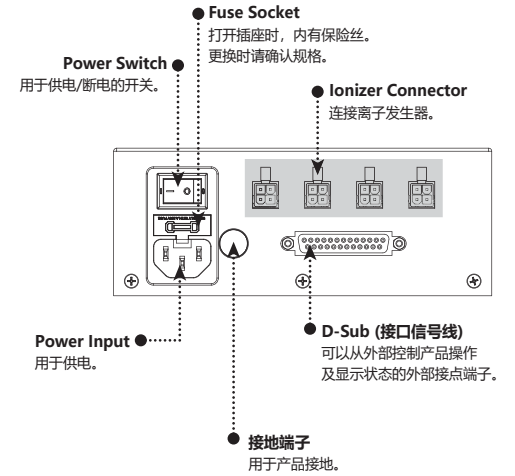 Fuse Socket
打开插座时，内有保险丝。
更换时请确认规格。
Power Switch
用于供电/断电的开关。
Ionizer Connector
连接离子发生器。
Power Input
用于供电。
D-Sub (接口信号线)
可以从外部控制产品操作
及显示状态的外部接点端子。
接地端子
用于产品接地。